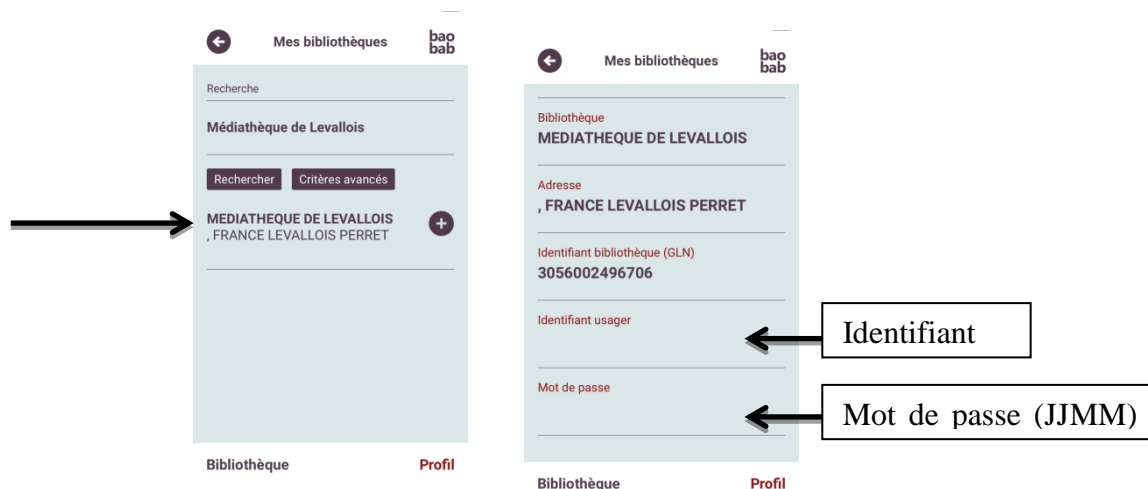 Mes bibliothèques
bao
bab
Recherche
Médiathèque de Levallois
Rechercher
Critères avancés
MEDIATHEQUE DE LEVALLOIS
, FRANCE LEVALLOIS PERRET
Bibliothèque
Profil
Mes bibliothèques
bao
bab
Bibliothèque
MEDIATHEQUE DE LEVALLOIS
Adresse
, FRANCE LEVALLOIS PERRET
Identifiant bibliothèque (GLN)
3056002496706
Identifiant usager
Mot de passe
Bibliothèque
Profil
Identifiant
Mot de passe (JJMM)